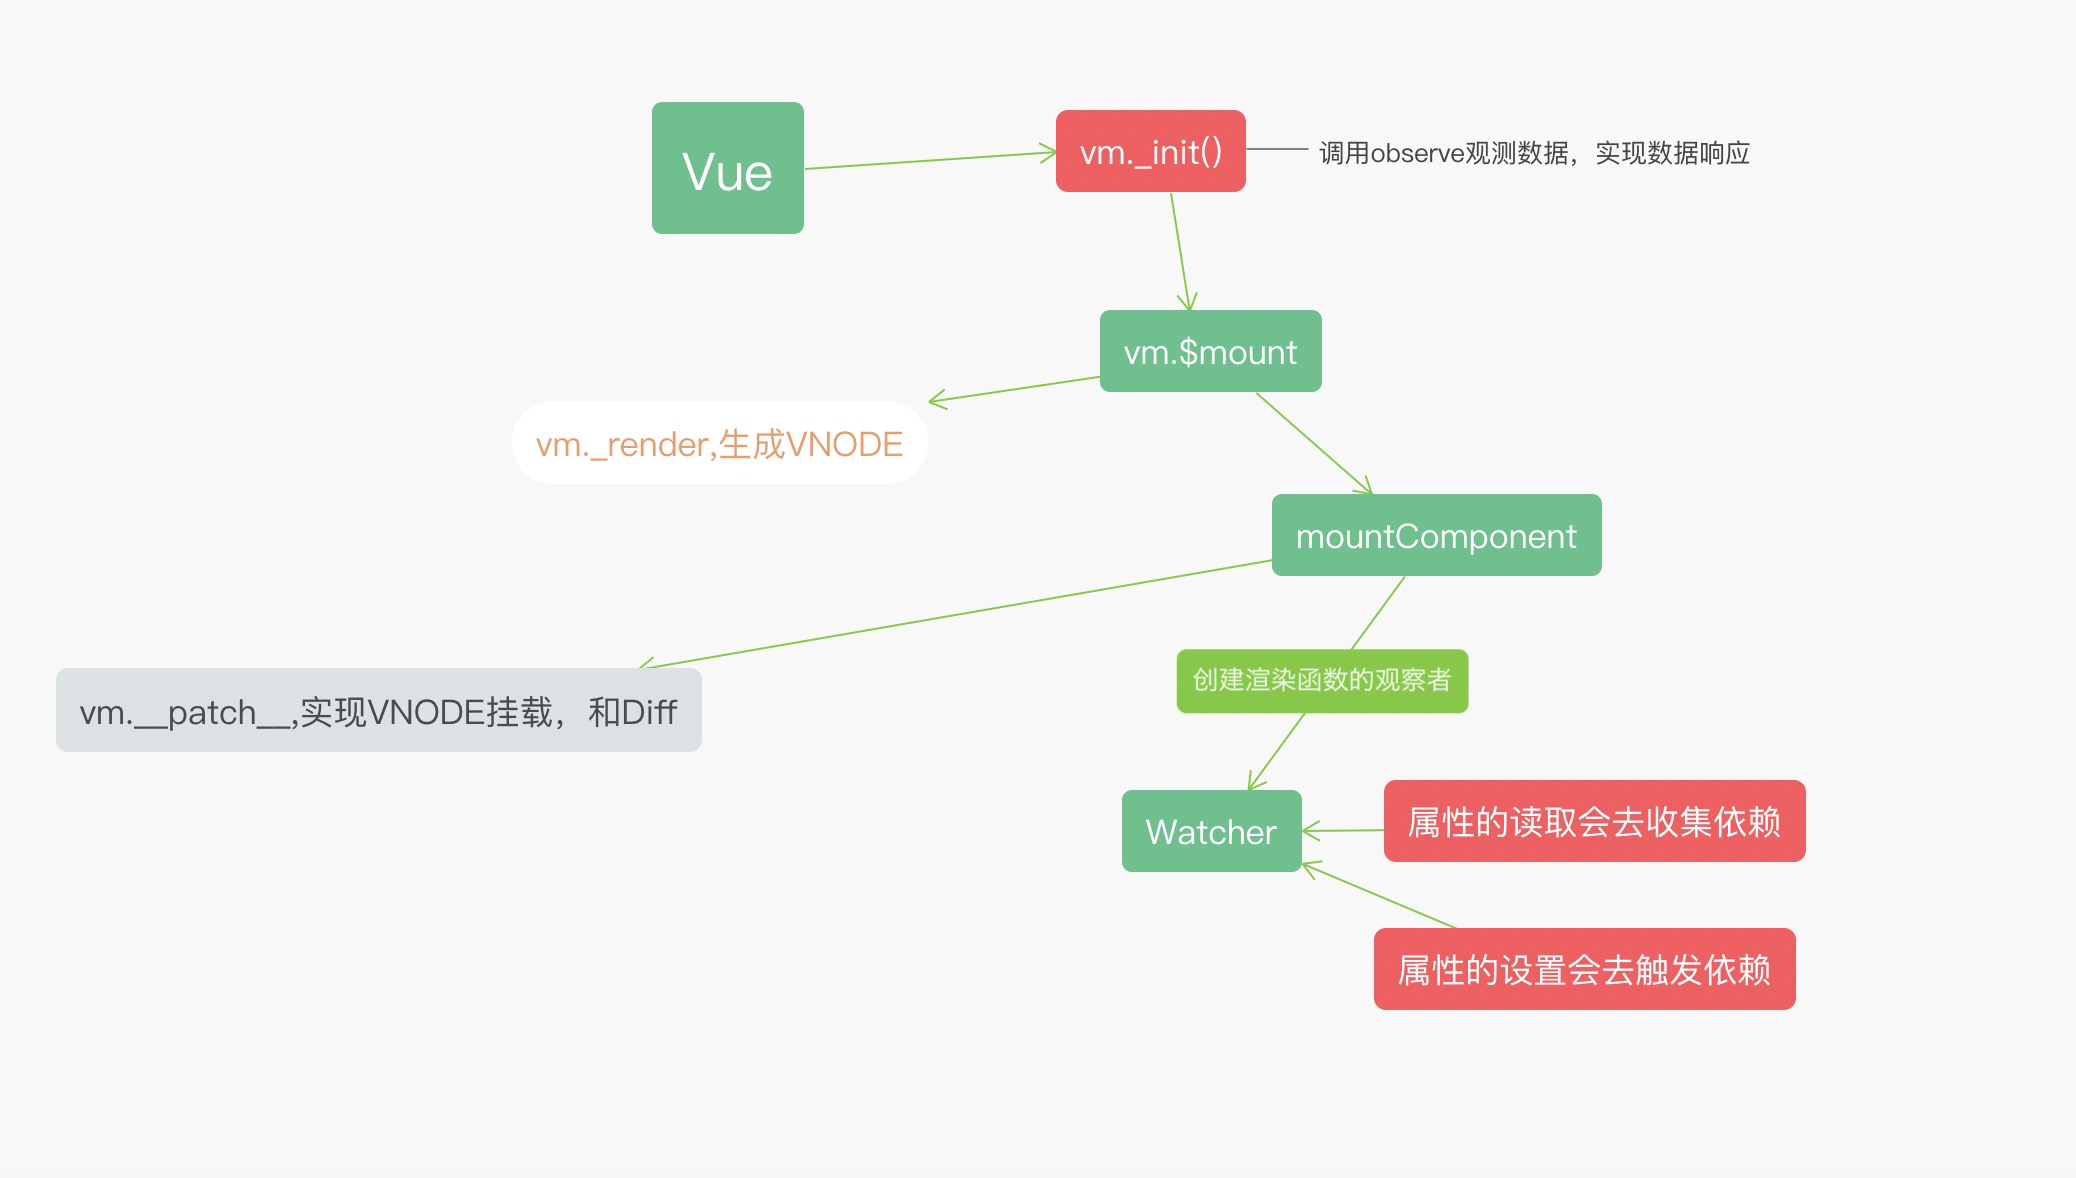 Vue
vm._init()
调用observe观测数据，实现数据响应
vm.$mount
vm._render,生成VNODE
mountComponent
vm.__patch__,实现VNODE挂载，和Diff
创建渲染函数的观察者
Watcher
属性的读取会去收集依赖
属性的设置会去触发依赖